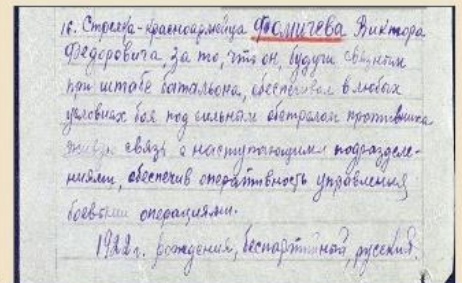 16. Стрелка-красноармейца Фомичева Виктора
Федоровича за то, что он, будучи связным
при штабе батальона, обеспечивал в любых
условиях боя под сильным обстрелом противника
живую связь с наступающими подразделе-
ниями, обеспечив оперативность управления
боевыми операциями.
1922 г. рождения, беспартийный, русский.